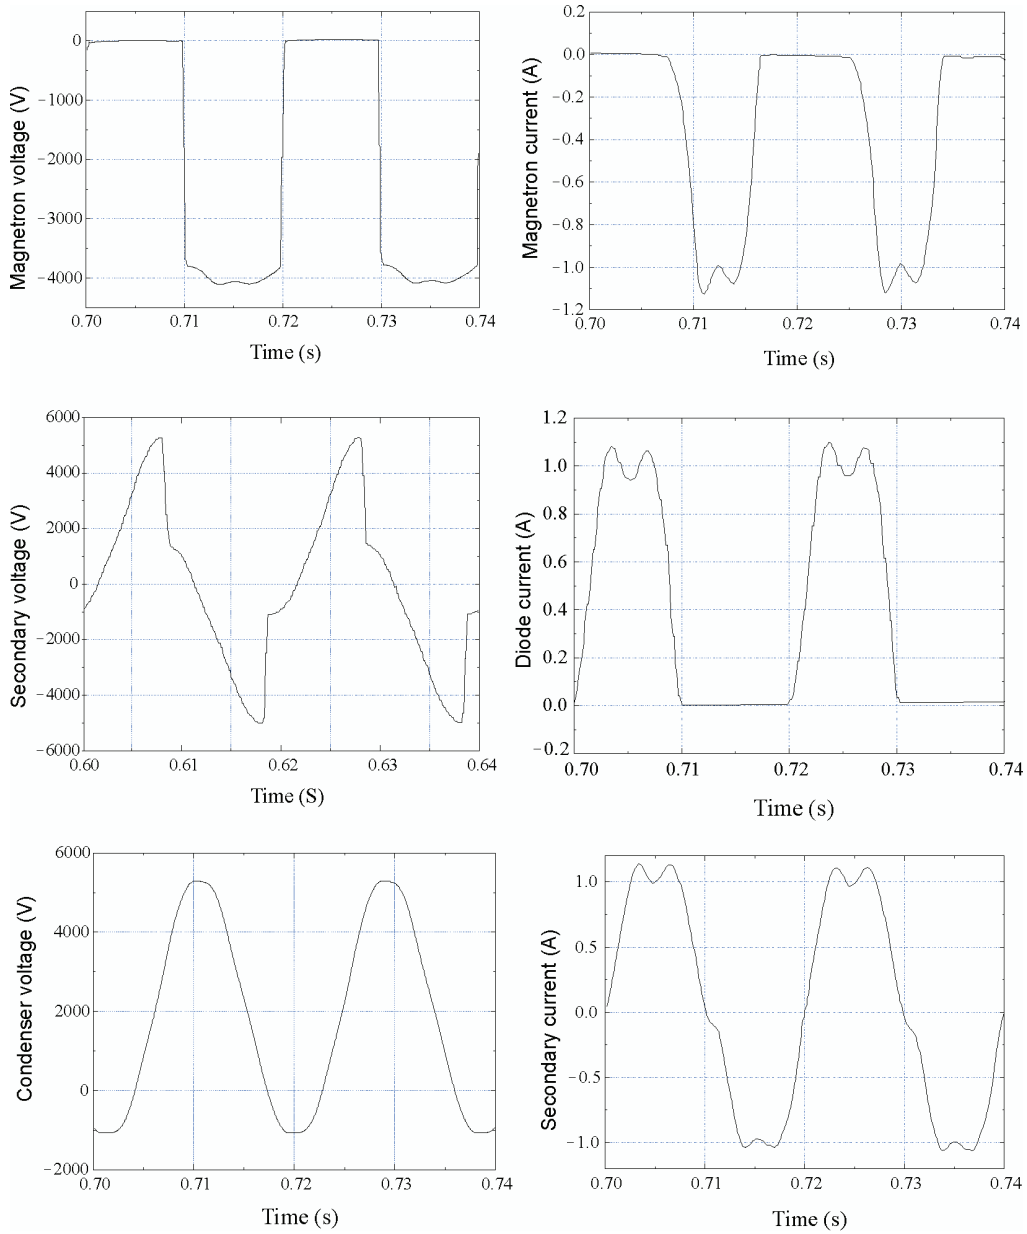 Magnetron voltage (V)
0
−1000
−2000
−3000
−4000
0.70 0.71 0.72 0.73 0.74
Time (s)
Magnetron current (A)
0.2
0.0
−0.2
−0.4
−0.6
−0.8
−1.0
−1.2
0.70 0.71 0.72 0.73 0.74
Time (s)
Secondary voltage (V)
6000
4000
2000
0
−2000
−4000
−6000
0.60 0.61 0.62 0.63 0.64
Time (S)
Diode current (A)
1.2
1.0
0.8
0.6
0.4
0.2
0.0
−0.2
0.70 0.71 0.72 0.73 0.74
Time (s)
Condenser voltage (V)
6000
4000
2000
0
−2000
0.70 0.71 0.72 0.73 0.74
Time (s)
Secondary current (A)
1.0
0.5
0.0
−0.5
−1.0
0.70 0.71 0.72 0.73 0.74
Time (s)